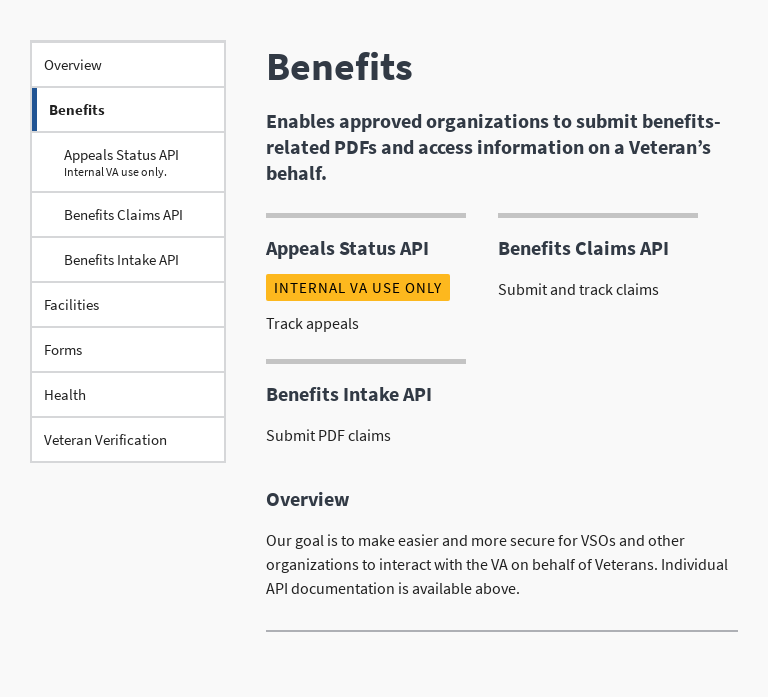 Overview
Benefits
Appeals Status API
Internal VA use only.
Benefits Claims API
Benefits Intake API
Facilities
Forms
Health
Veteran Verification
Benefits
Enables approved organizations to submit benefits-
related PDFs and access information on a Veteran’s
behalf.
Appeals Status API
INTERNAL VA USE ONLY
Track appeals
Benefits Claims API
Submit and track claims
Benefits Intake API
Submit PDF claims
Overview
Our goal is to make easier and more secure for VSOs and other
organizations to interact with the VA on behalf of Veterans. Individual
API documentation is available above.